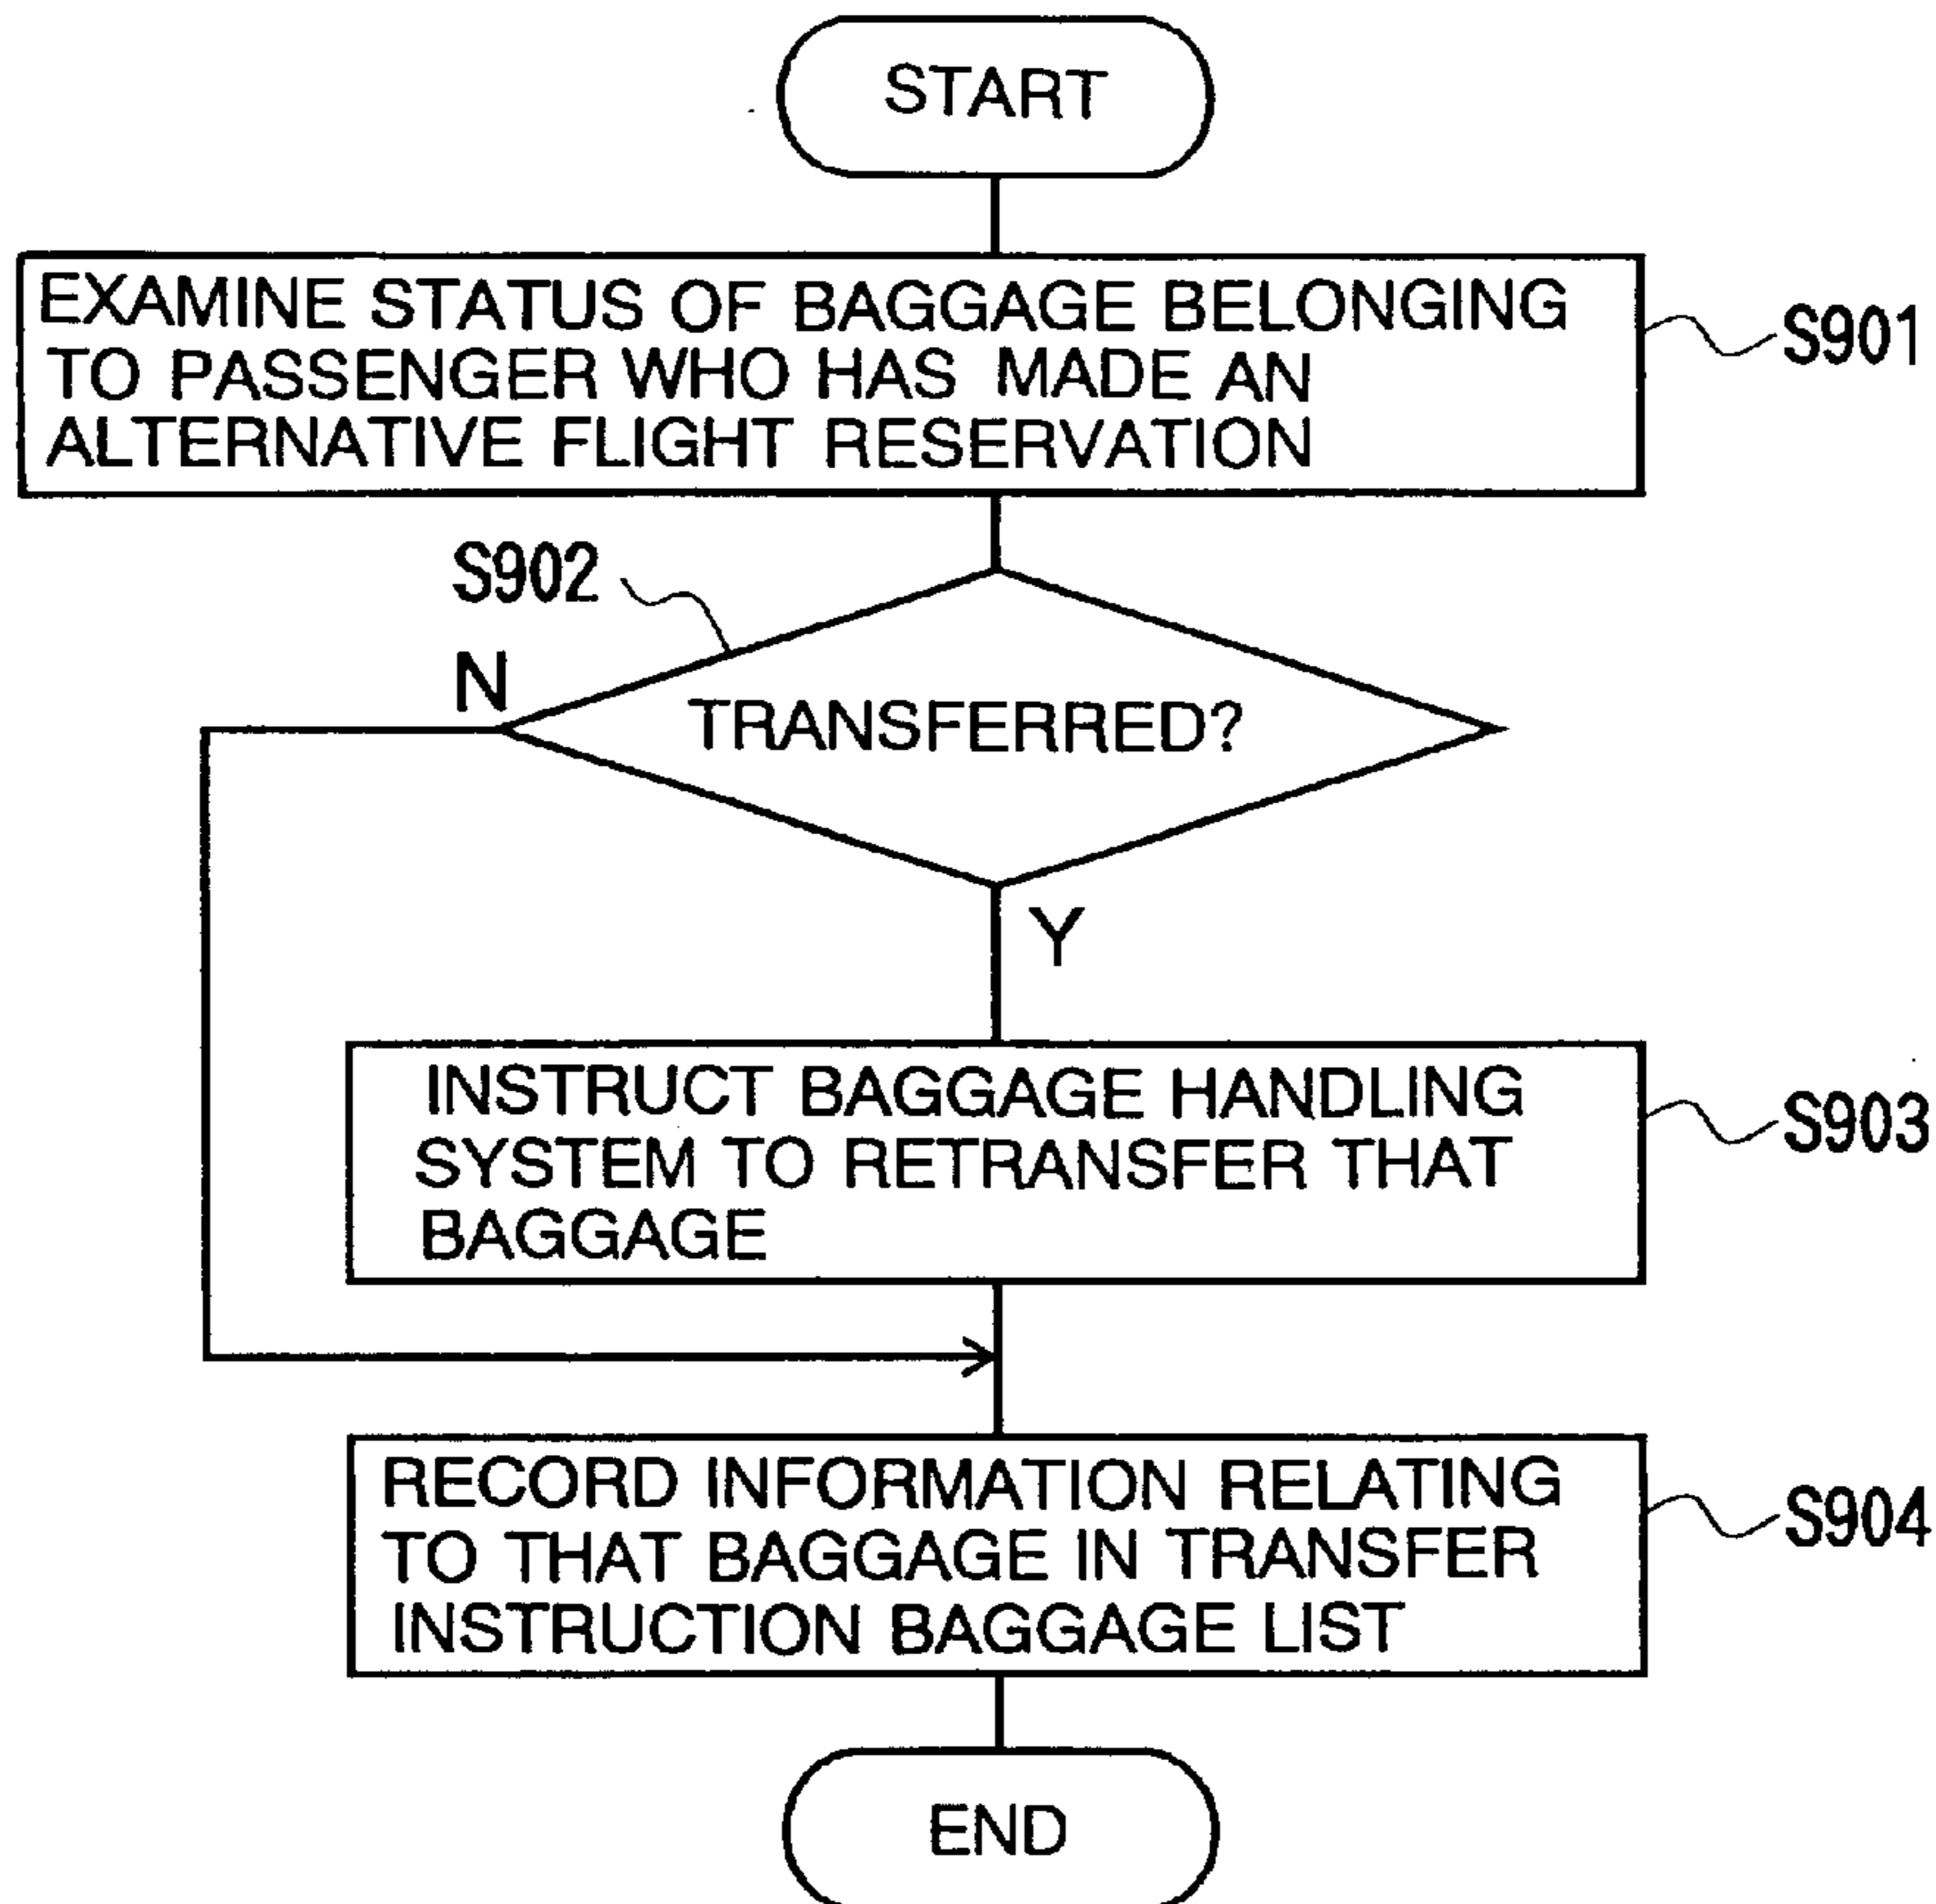 START
EXAMINE STATUS OF BAGGAGE BELONGING
TO PASSENGER WHO HAS MADE AN
ALTERNATIVE FLIGHT RESERVATION
S901
S902
N
TRANSFERRED?
Y
INSTRUCT BAGGAGE HANDLING
SYSTEM TO RETRANSFER THAT
BAGGAGE
S903
RECORD INFORMATION RELATING
TO THAT BAGGAGE IN TRANSFER
INSTRUCTION BAGGAGE LIST
S904
END